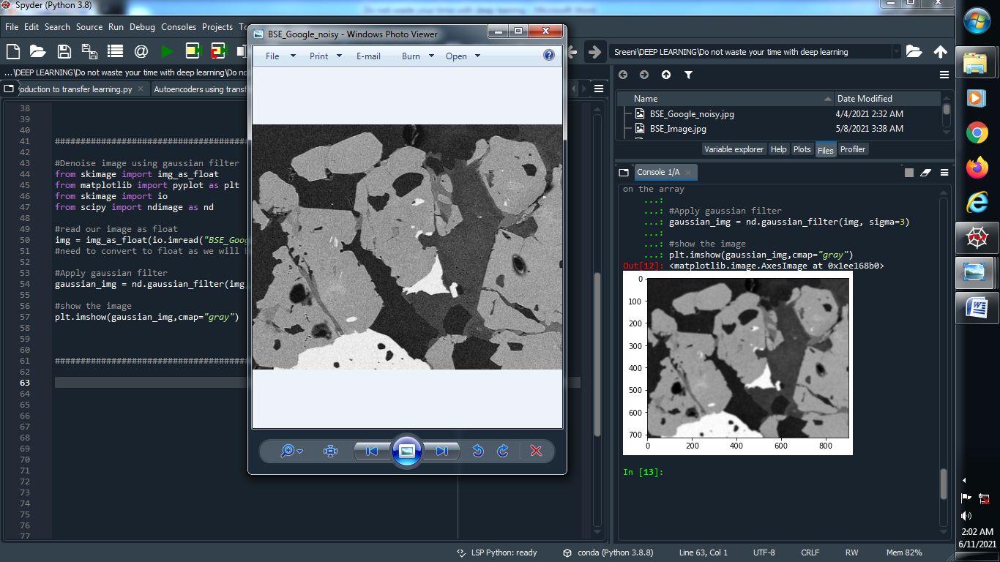 Spyder (Python 3.8)
File Edit Search Source Run Debug Consoles Projects
...\DEEP LEARNING\Do not waste your time with deep learning\Do no
oduction to transfer learning.py
Autoencoders using transf
38
39
40
41 #####################################
42
43 #Denoise image using gaussian filter
44 from skimage import img_as_float
45 from matplotlib import pyplot as plt
46 from skimage import io
47 from scipy import ndimage as nd
48
49 #read our image as float
50 img = img_as_float(io.imread("BSE_Goog
51 #need to convert to float as we will b
52
53 #Apply gaussian filter
54 gaussian_img = nd.gaussian_filter(img,
55
56 #show the image
57 plt.imshow(gaussian_img,cmap="gray")
58
59
60
61 #####################################
62
63
64
65
66
67
68
69
70
71
72
73
74
75
76
77
BSE_Google_noisy - Windows Photo Viewer
File Print E-mail Burn Open
Sreeni\DEEP LEARNING\Do not waste your time with deep learning
Name Date Modified
BSE_Google_noisy.jpg 4/4/2021 2:32 AM
BSE_Image.jpg 5/8/2021 3:38 AM
Variable explorer Help Plots Files Profiler
Console 1/A
on the array
...:
...: #Apply gaussian filter
...: gaussian_img = nd.gaussian_filter(img, sigma=3)
...:
...: #show the image
...: plt.imshow(gaussian_img,cmap="gray")
Out[12]: <matplotlib.image.AxesImage at 0x1ee168b0>
0
100
200
300
400
500
600
700
0 200 400 600 800
In [13]:
LSP Python: ready conda (Python 3.8.8) Line 63, Col 1 UTF-8 CRLF RW Mem 82%
2:02 AM
6/11/2021